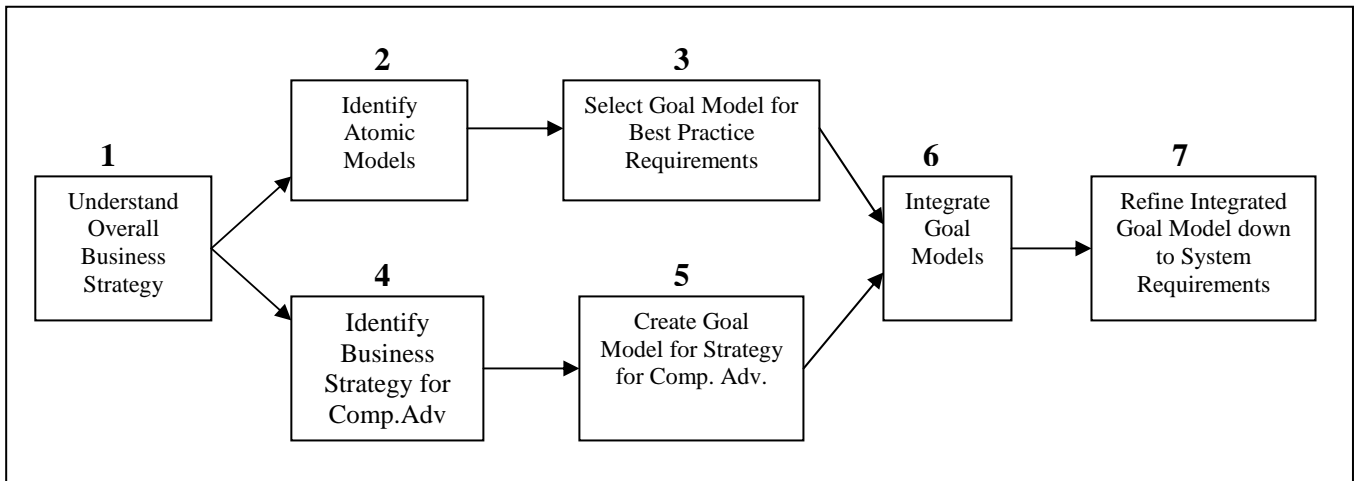 1
Understand
Overall
Business
Strategy
2
Identify
Atomic
Models
3
Select Goal Model for
Best Practice
Requirements
4
Identify
Business
Strategy for
Comp.Adv
5
Create Goal
Model for Strategy
for Comp. Adv.
6
Integrate
Goal
Models
7
Refine Integrated
Goal Model down
to System
Requirements